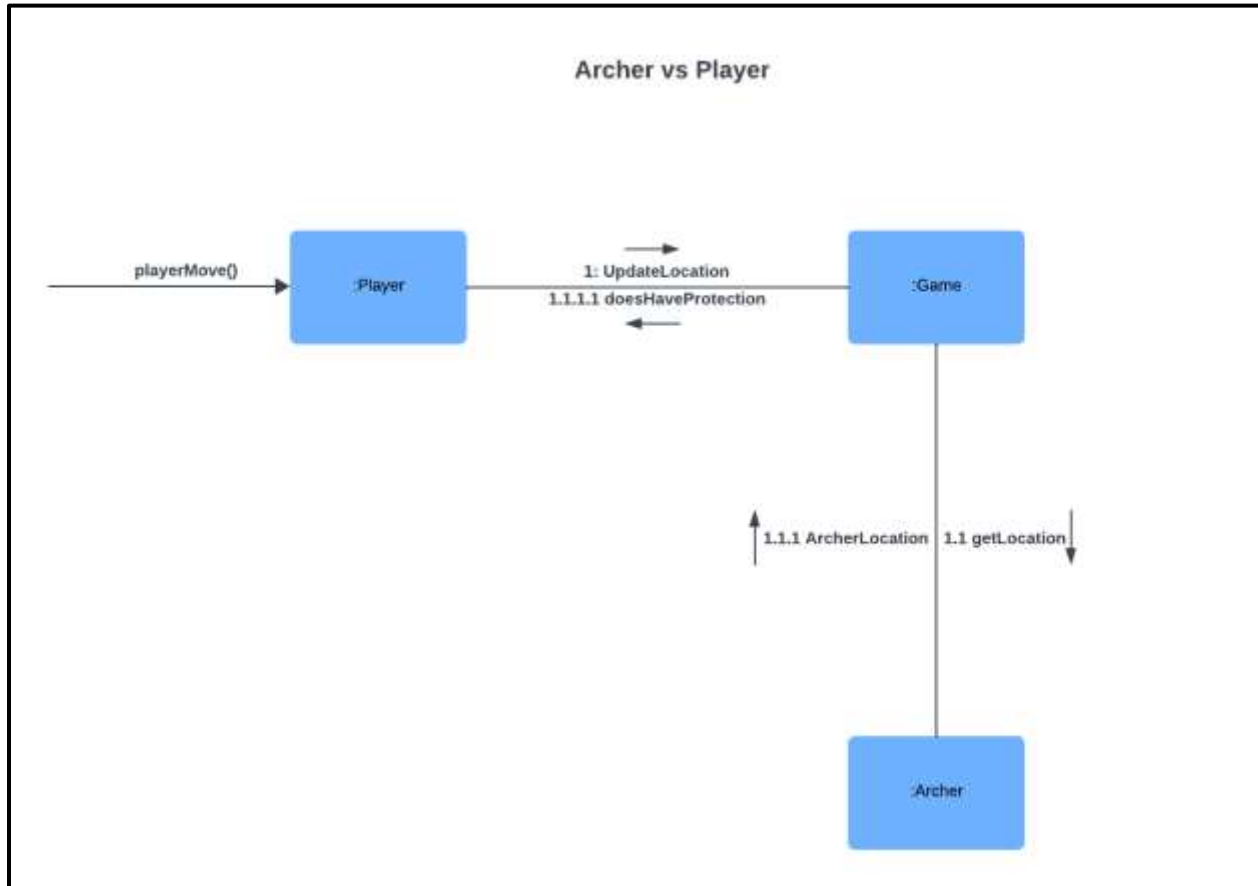 Archer vs Player
playerMove()
:Player
1: UpdateLocation
1.1.1.1 doesHaveProtection
:Game
1.1.1 ArcherLocation
1.1 getLocation
:Archer